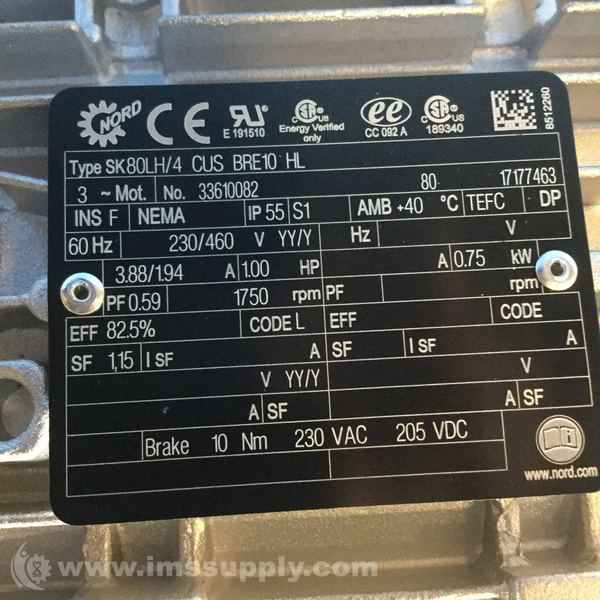 NORD CE UR E 191510 CSA Energy Verified only ee CC 092 A CSA 189340 8512260
Type SK80LH/4 CUS BRE10 HL
3 ~ Mot. No. 33610082 80 17177463
INS F NEMA IP 55 S1 AMB +40 °C TEFC DP
60 Hz 230/460 V YY/Y Hz V
3.88/1.94 A 1.00 HP A 0.75 kW
PF 0.59 1750 rpm PF rpm
EFF 82.5% CODE L EFF CODE
SF 1,15 I SF A SF I SF A
V YY/Y V
A SF A SF
Brake 10 Nm 230 VAC 205 VDC
www.nord.com
www.imssupply.com